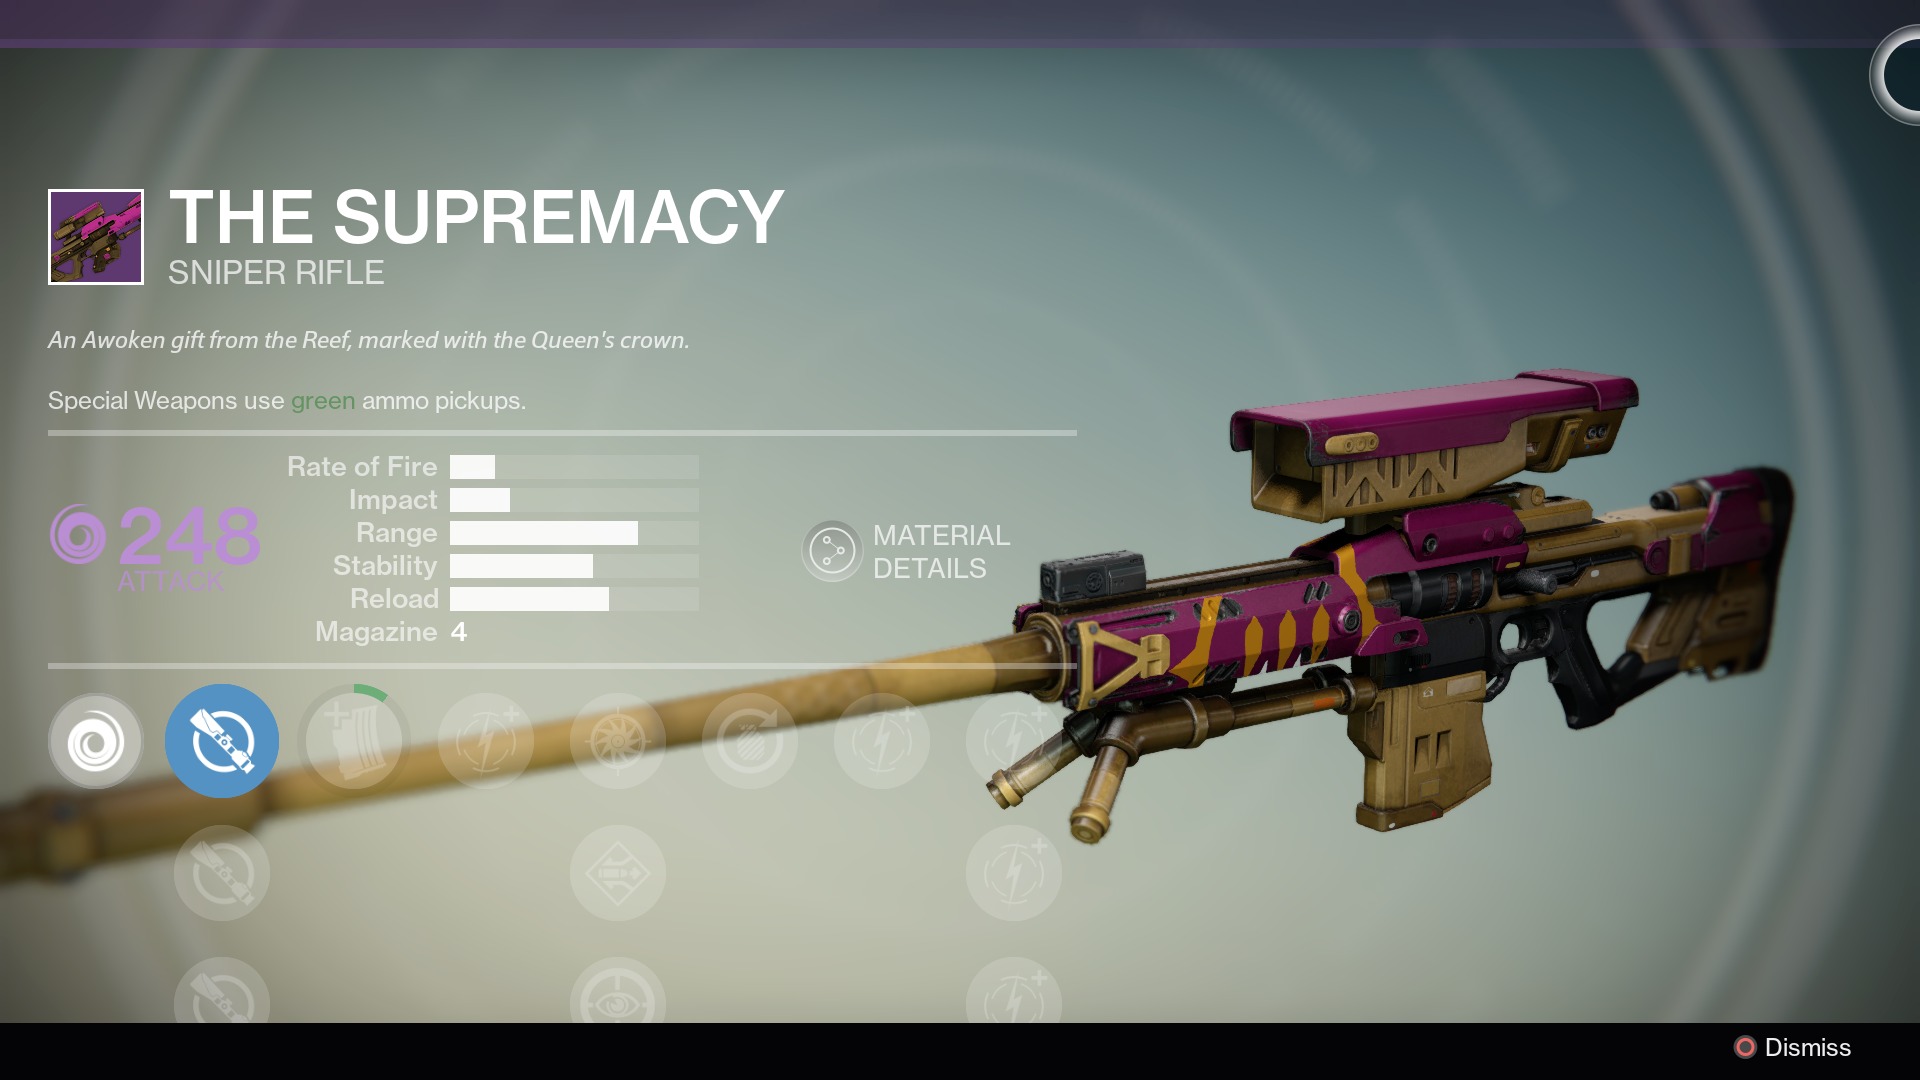 THE SUPREMACY
SNIPER RIFLE
An Awoken gift from the Reef, marked with the Queen's crown.
Special Weapons use green ammo pickups.
248
ATTACK
Rate of Fire
Impact
Range
Stability
Reload
Magazine 4
MATERIAL
DETAILS
Dismiss